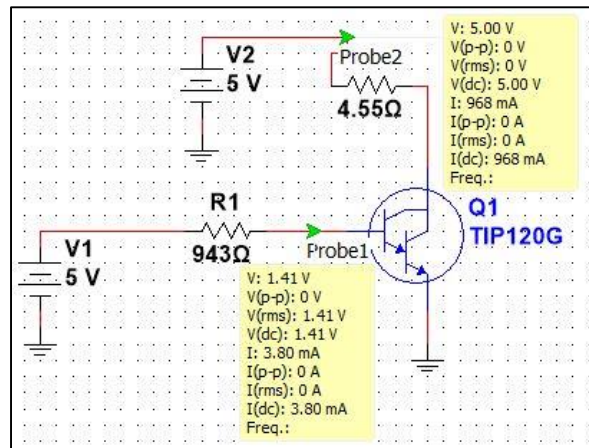 V2
5 V
Probe2
4.55Ω
V: 5.00 V
V(p-p): 0 V
V(rms): 0 V
V(dc): 5.00 V
I: 968 mA
I(p-p): 0 A
I(rms): 0 A
I(dc): 968 mA
Freq.:
Q1
TIP120G
R1
943Ω
Probe1
V1
5 V
V: 1.41 V
V(p-p): 0 V
V(rms): 1.41 V
V(dc): 1.41 V
I: 3.80 mA
I(p-p): 0 A
I(rms): 0 A
I(dc): 3.80 mA
Freq.: